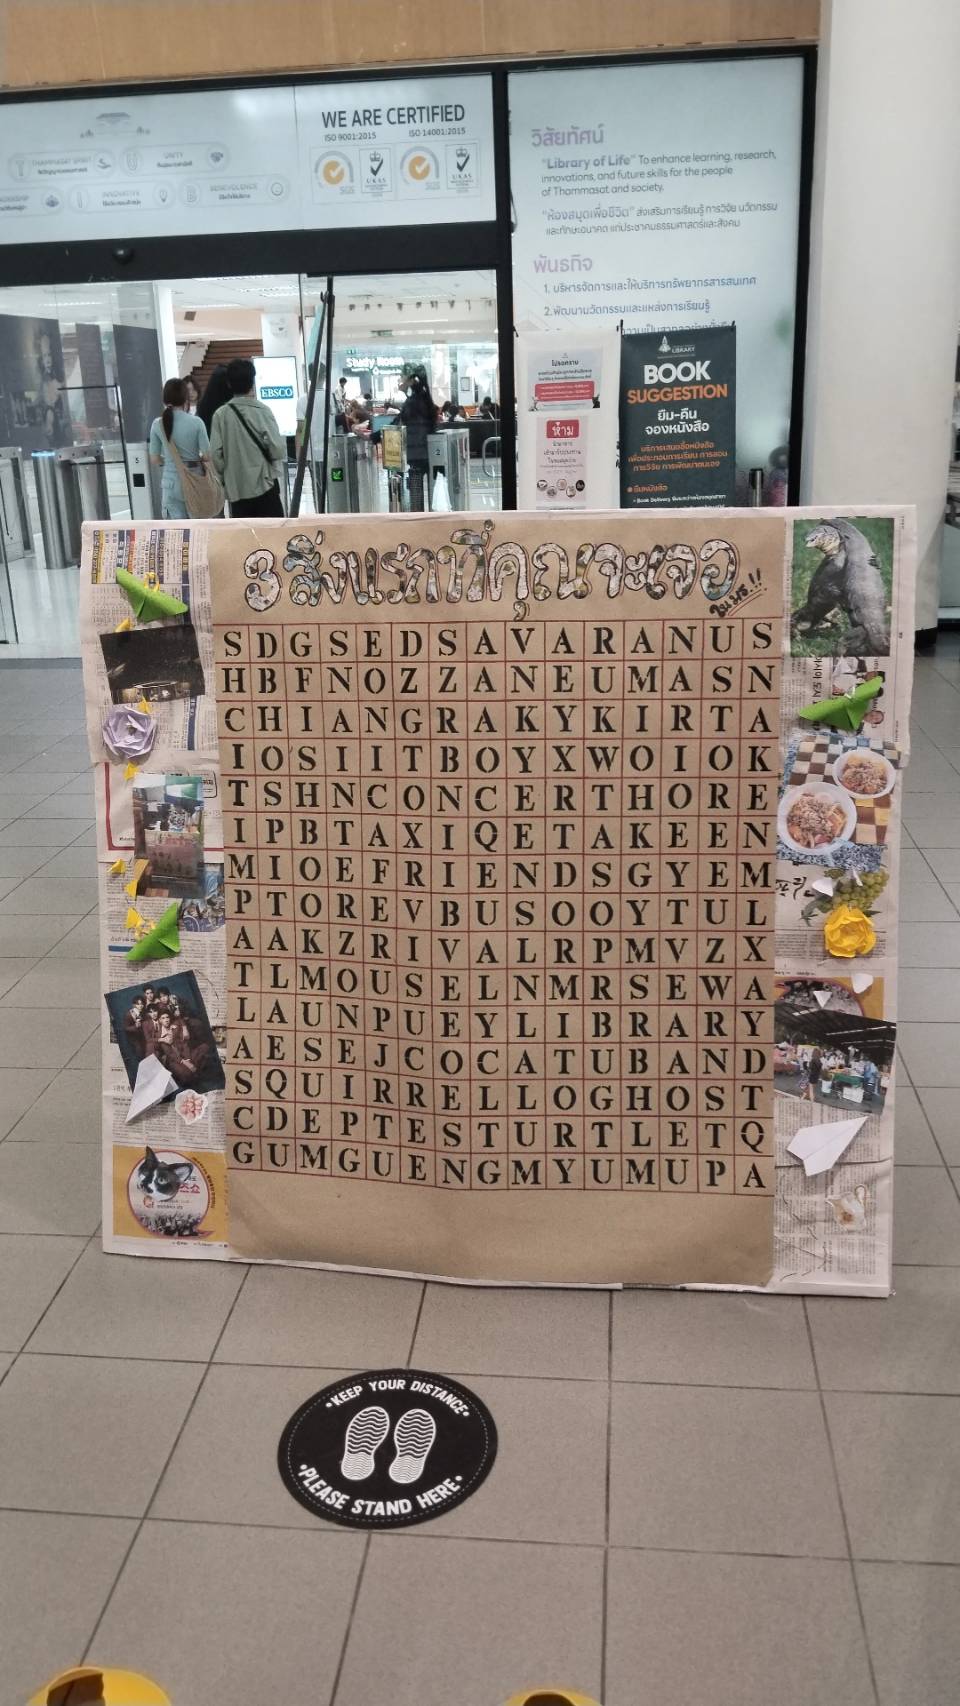 WE ARE CERTIFIED
ISO 9001:2015 ISO 14001:2015
SGS
UKAS
SGS
UKAS
THAMMASAT SPIRIT
UNITY
INNOVATIVE
BENEVOLENCE
วิสัยทัศน์
"Library of Life" To enhance learning, research,
innovations, and future skills for the people
of Thammasat and society.
"ห้องสมุดเพื่อชีวิต" ส่งเสริมการเรียนรู้ การวิจัย นวัตกรรม
และทักษะอนาคต แก่ประชาคมธรรมศาสตร์และสังคม
พันธกิจ
1. บริหารจัดการและให้บริการทรัพยากรสารสนเทศ
2. พัฒนานวัตกรรมและแหล่งการเรียนรู้
Study Room
EBSCO
ห้าม
LIBRARY
BOOK
SUGGESTION
ยืม-คืน
จองหนังสือ
3 สิ่งแรกที่คุณจะเจอ
ใน มธ.!!
S D G S E D S A V A R A N U S
H B F N O Z Z A N E U M A S N
C H I A N G R A K Y K I R T A
I O S I I T B O Y X W O I O K
T S H N C O N C E R T H O R E
I P B T A X I Q E T A K E E N
M I O E F R I E N D S G Y E M
P T O R E V B U S O O Y T U L
A A K Z R I V A L R P M V Z X
T L M O U S E L N M R S E W A
L A U N P U E Y L I B R A R Y
A E S E J C O C A T U B A N D
S Q U I R R E L L O G H O S T
C D E P T E S T U R T L E T Q
G U M G U E N G M Y U M U P A
KEEP YOUR DISTANCE
PLEASE STAND HERE